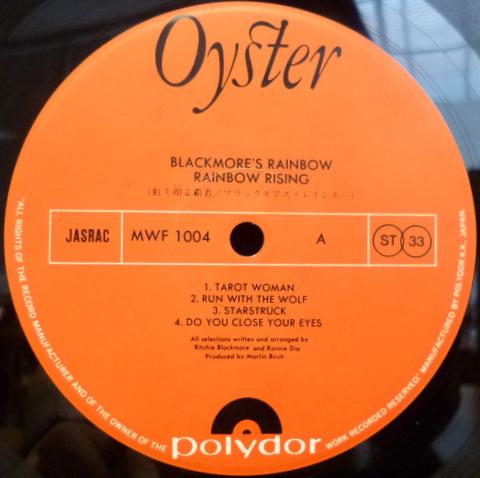 Oyster
BLACKMORE'S RAINBOW
RAINBOW RISING
(虹を翔る覇者/ブラックモアズ・レインボー)
JASRAC
MWF 1004
A
ST 33
1. TAROT WOMAN
2. RUN WITH THE WOLF
3. STARSTRUCK
4. DO YOU CLOSE YOUR EYES
All selections written and arranged by
Ritchie Blackmore and Ronnie Dio
Produced by Martin Birch
polydor
"ALL RIGHTS OF THE RECORD MANUFACTURER AND OF THE OWNER OF THE WORK RECORDED RESERVED." MANUFACTURED BY POLYDOR K.K., JAPAN.